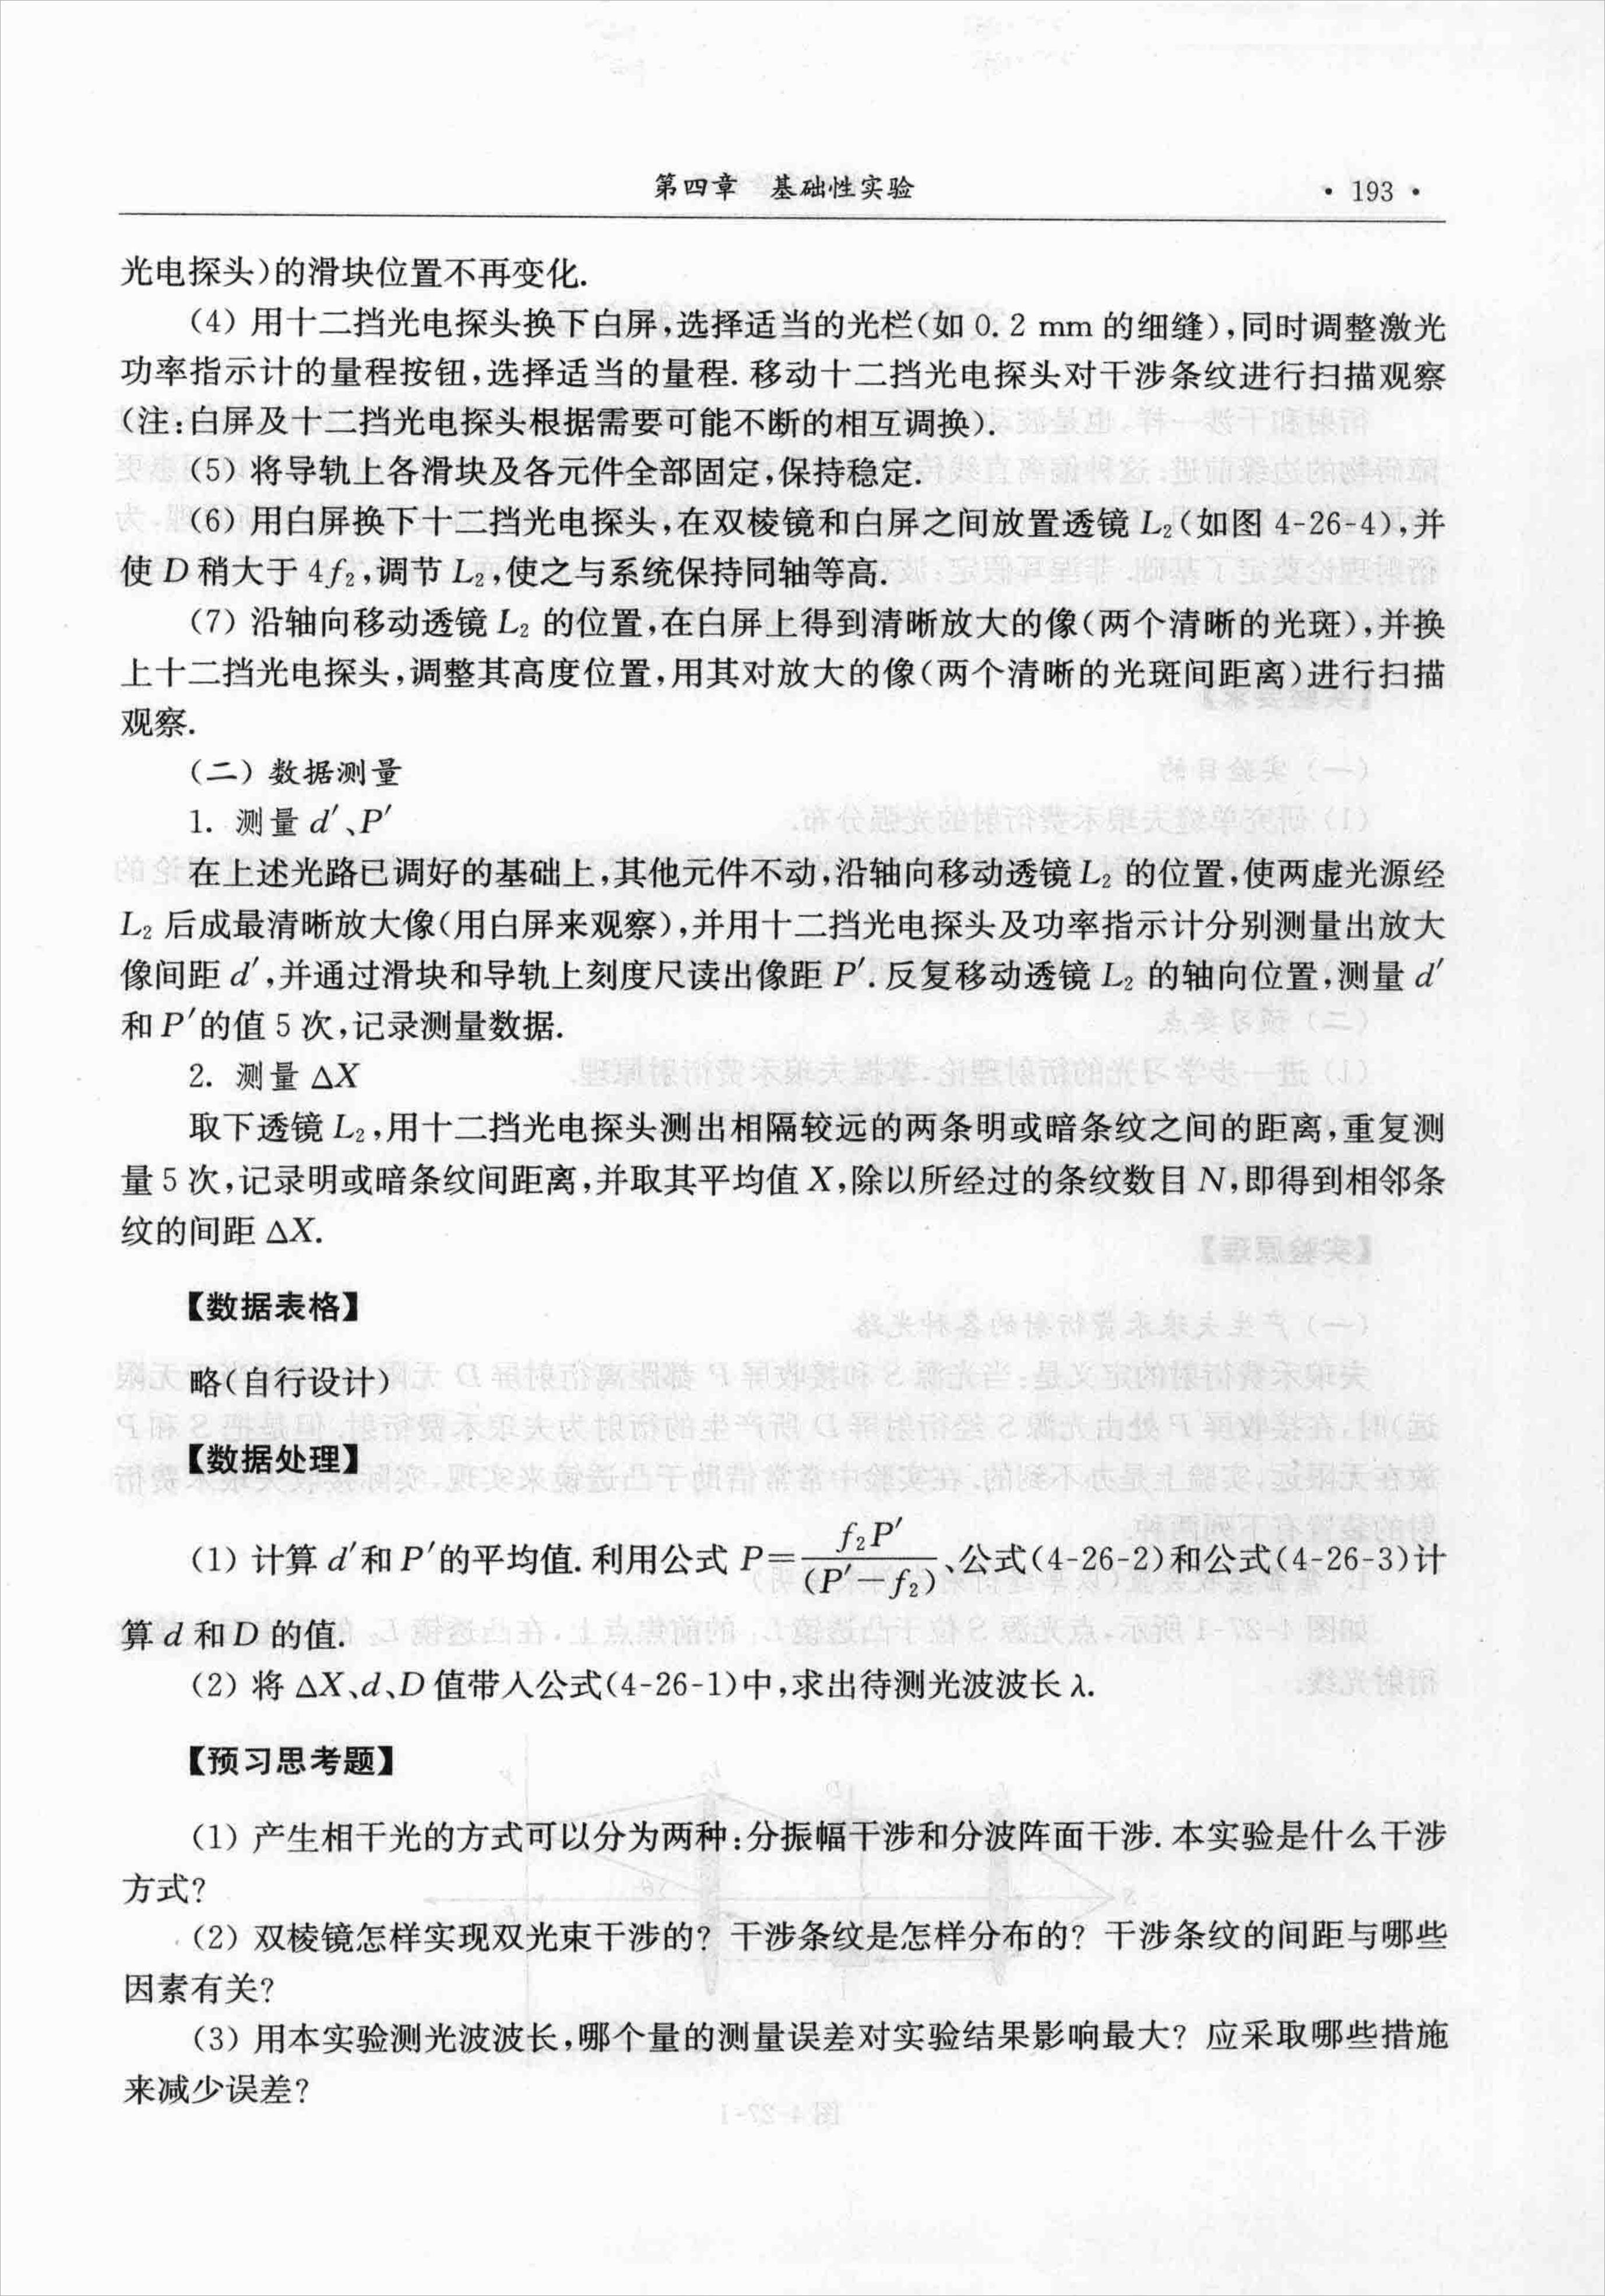 第四章 基础性实验
· 193 ·
光电探头)的滑块位置不再变化.
(4) 用十二挡光电探头换下白屏,选择适当的光栏(如 0.2 mm 的细缝),同时调整激光
功率指示计的量程按钮,选择适当的量程.移动十二挡光电探头对干涉条纹进行扫描观察
(注:白屏及十二挡光电探头根据需要可能不断的相互调换).
(5) 将导轨上各滑块及各元件全部固定,保持稳定.
(6) 用白屏换下十二挡光电探头,在双棱镜和白屏之间放置透镜 L₂(如图 4-26-4),并
使 D 稍大于 4f₂,调节 L₂,使之与系统保持同轴等高.
(7) 沿轴向移动透镜 L₂ 的位置,在白屏上得到清晰放大的像(两个清晰的光斑),并换
上十二挡光电探头,调整其高度位置,用其对放大的像(两个清晰的光斑间距离)进行扫描
观察.
(二) 数据测量
1. 测量 d′、P′
在上述光路已调好的基础上,其他元件不动,沿轴向移动透镜 L₂ 的位置,使两虚光源经
L₂ 后成最清晰放大像(用白屏来观察),并用十二挡光电探头及功率指示计分别测量出放大
像间距 d′,并通过滑块和导轨上刻度尺读出像距 P′.反复移动透镜 L₂ 的轴向位置,测量 d′
和 P′的值 5 次,记录测量数据.
2. 测量 △X
取下透镜 L₂,用十二挡光电探头测出相隔较远的两条明或暗条纹之间的距离,重复测
量 5 次,记录明或暗条纹间距离,并取其平均值 X,除以所经过的条纹数目 N,即得到相邻条
纹的间距 △X.
【数据表格】
略(自行设计)
【数据处理】
(1) 计算 d′和 P′的平均值.利用公式 P=f₂P′/(P′−f₂)、公式(4-26-2)和公式(4-26-3)计
算 d 和 D 的值.
(2) 将 △X、d、D 值带入公式(4-26-1)中,求出待测光波波长 λ.
【预习思考题】
(1) 产生相干光的方式可以分为两种:分振幅干涉和分波阵面干涉.本实验是什么干涉
方式?
(2) 双棱镜怎样实现双光束干涉的? 干涉条纹是怎样分布的? 干涉条纹的间距与哪些
因素有关?
(3) 用本实验测光波波长,哪个量的测量误差对实验结果影响最大? 应采取哪些措施
来减少误差?